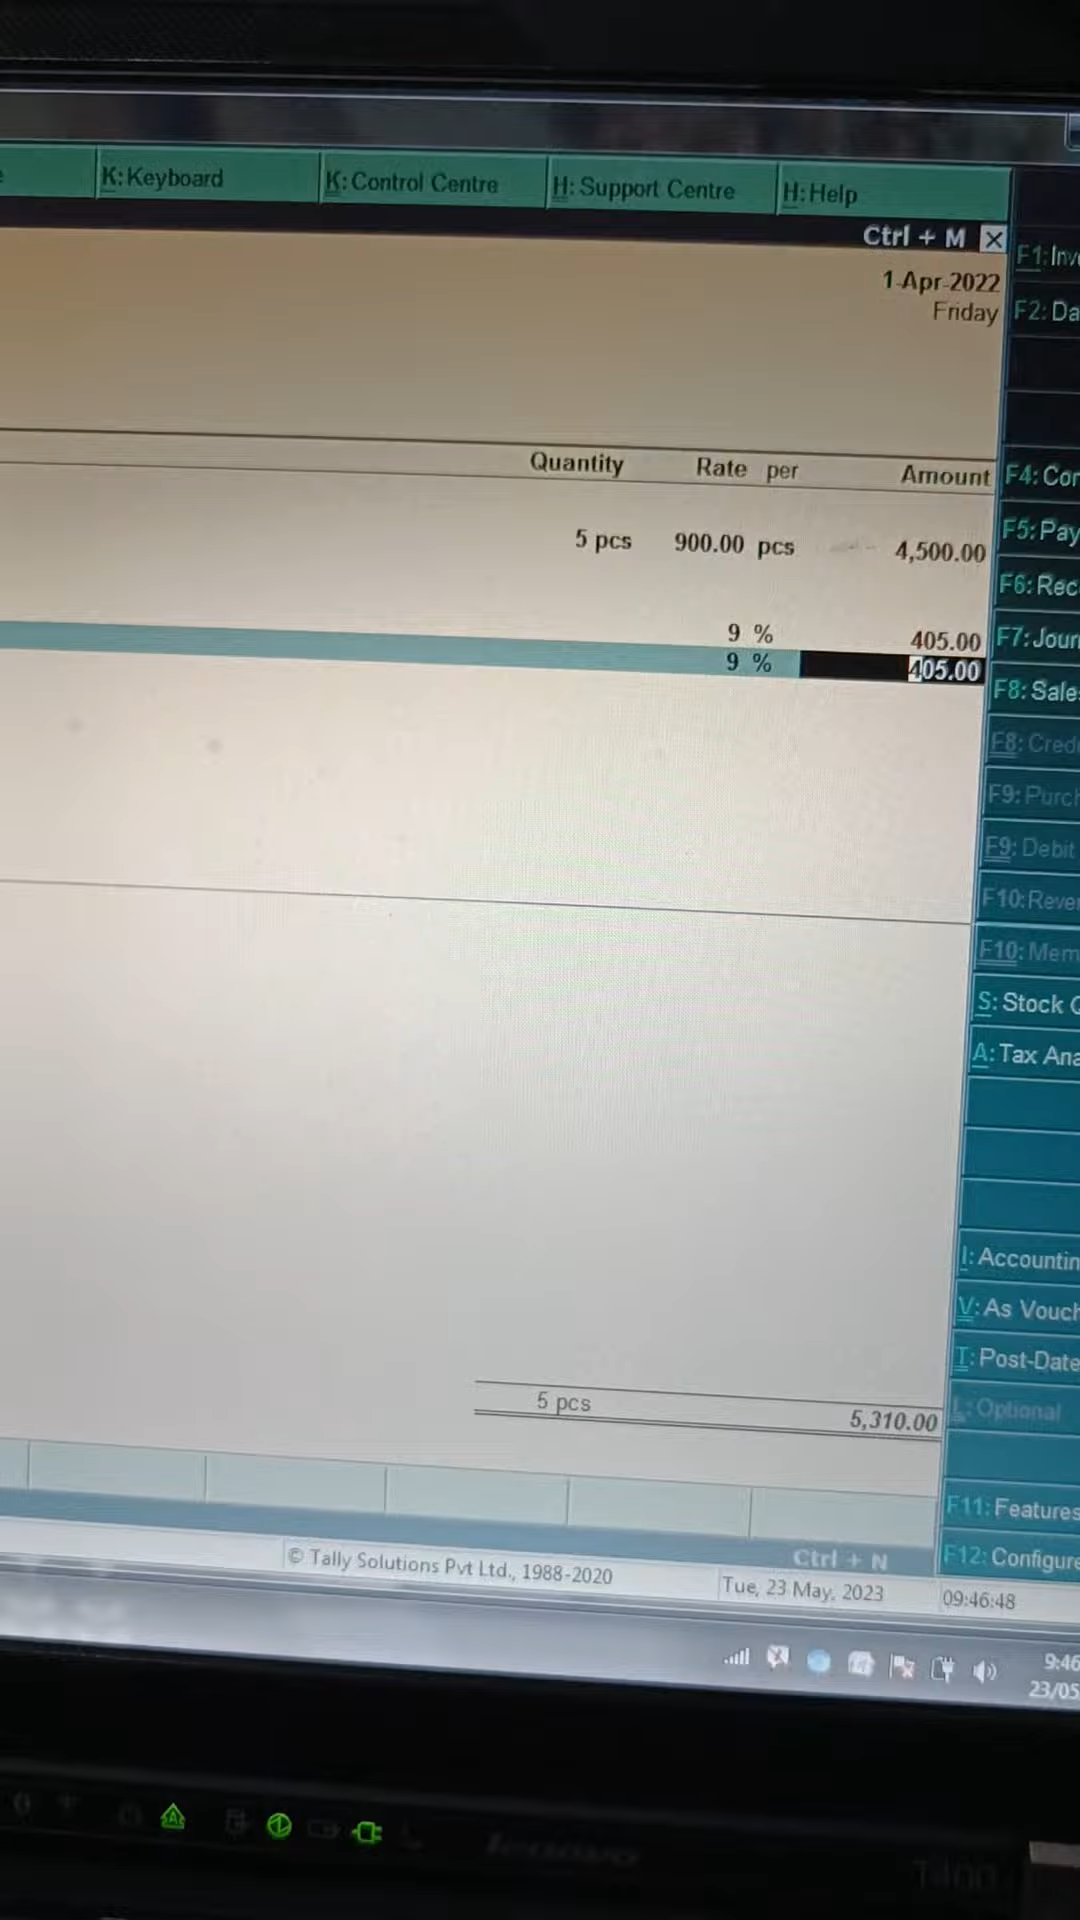 K: Keyboard K: Control Centre H: Support Centre H: Help
Ctrl + M
1-Apr-2022
Friday
Quantity Rate per Amount
5 pcs 900.00 pcs 4,500.00
9 % 405.00
9 % 405.00
5 pcs 5,310.00
Ctrl + N
© Tally Solutions Pvt Ltd., 1988-2020 Tue, 23 May, 2023 09:46:48
F1: Inv
F2: Da
F4: Con
F5: Pay
F6: Rec
F7: Jour
F8: Sale
F8: Cred
F9: Purch
F9: Debit
F10: Rever
F10: Mem
S: Stock
A: Tax Ana
I: Accountin
V: As Vouch
T: Post-Date
L: Optional
F11: Features
F12: Configure
9:46
23/05
lenovo
T400